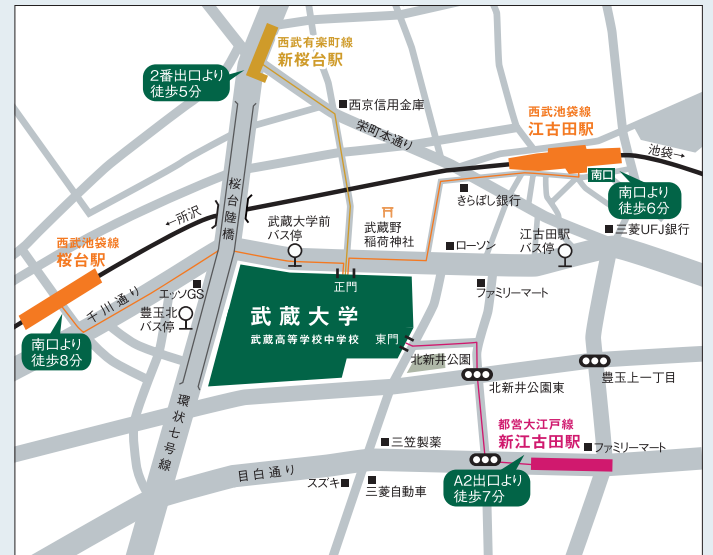 西武有楽町線
新桜台駅
2番出口より
徒歩5分
西京信用金庫
栄町本通り
西武池袋線
江古田駅
池袋→
南口
南口より
徒歩6分
三菱UFJ銀行
きらぼし銀行
桜台陸橋
←所沢
武蔵大学前
バス停
武蔵野
稲荷神社
ローソン
江古田駅
バス停
西武池袋線
桜台駅
エッソGS
千川通り
豊玉北
バス停
南口より
徒歩8分
正門
武蔵大学
武蔵高等学校中学校
東門
ファミリーマート
北新井公園
北新井公園東
豊玉上一丁目
環状七号線
都営大江戸線
新江古田駅
ファミリーマート
三笠製薬
目白通り
スズキ
三菱自動車
A2出口より
徒歩7分